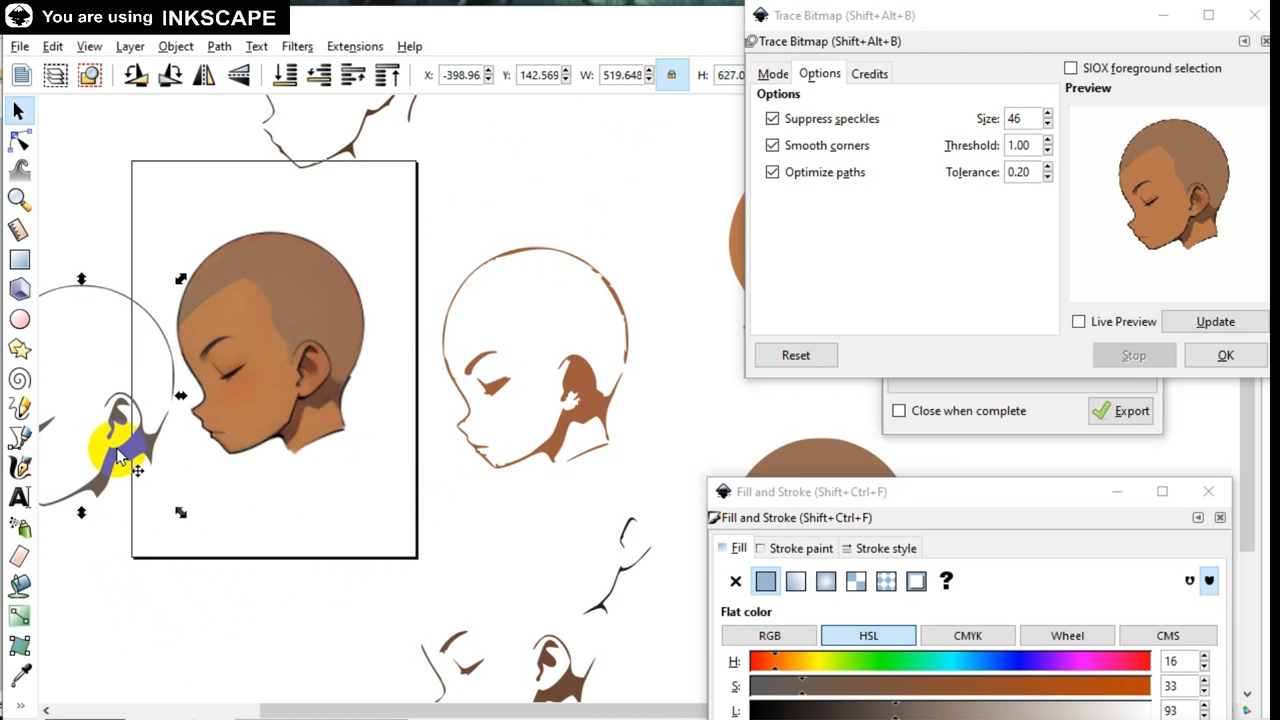 You are using INKSCAPE
File Edit View Layer Object Path Text Filters Extensions Help
X: -398.96 Y: 142.569 W: 519.648 H: 627.0
Trace Bitmap (Shift+Alt+B)
Trace Bitmap (Shift+Alt+B)
Mode Options Credits
SIOX foreground selection
Options
Preview
Suppress speckles Size: 46
Smooth corners Threshold: 1.00
Optimize paths Tolerance: 0.20
Live Preview Update
Reset Stop OK
Close when complete Export
Fill and Stroke (Shift+Ctrl+F)
Fill and Stroke (Shift+Ctrl+F)
Fill Stroke paint Stroke style
?
Flat color
RGB HSL CMYK Wheel CMS
H: 16
S: 33
L: 93